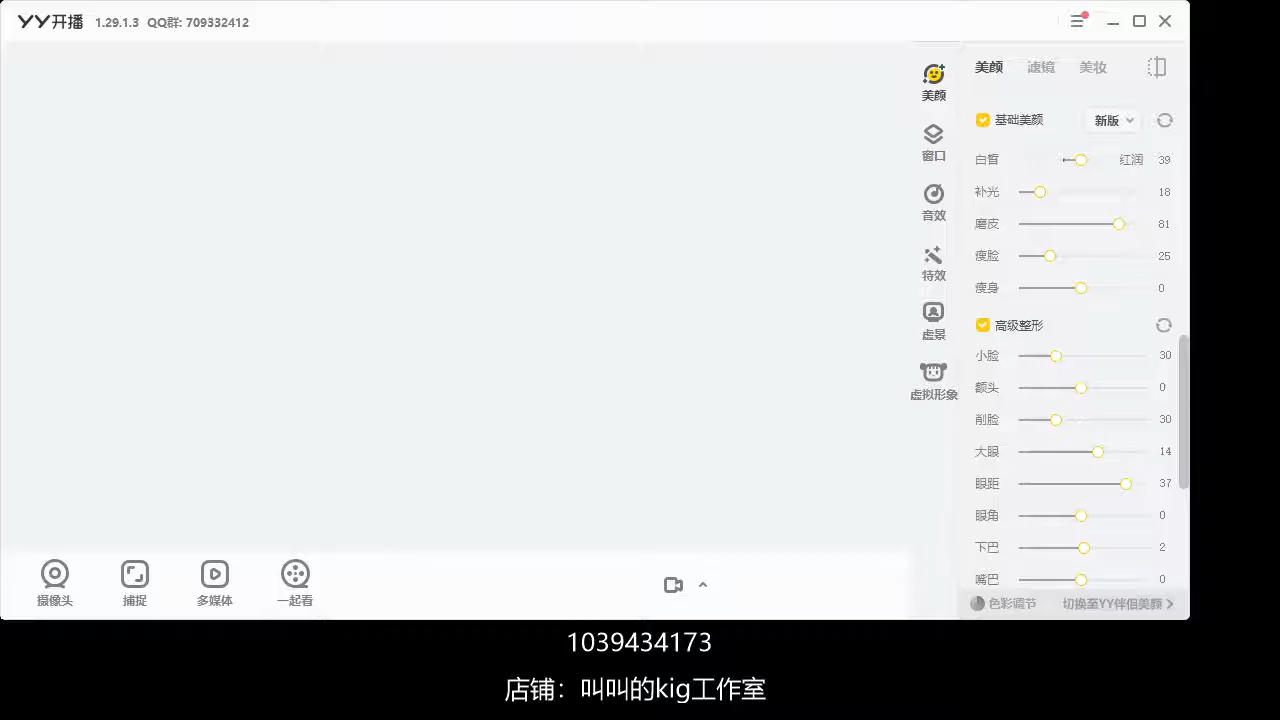 YY开播 1.29.1.3 QQ群: 709332412
美颜
窗口
音效
特效
虚景
虚拟形象
美颜 滤镜 美妆
基础美颜 新版
白皙 红润 39
补光 18
磨皮 81
瘦脸 25
瘦身 0
高级整形
小脸 30
额头 0
削脸 30
大眼 14
眼距 37
眼角 0
下巴 2
嘴巴 0
色彩调节 切换至YY伴侣美颜
摄像头 捕捉 多媒体 一起看
1039434173
店铺：叫叫的kig工作室